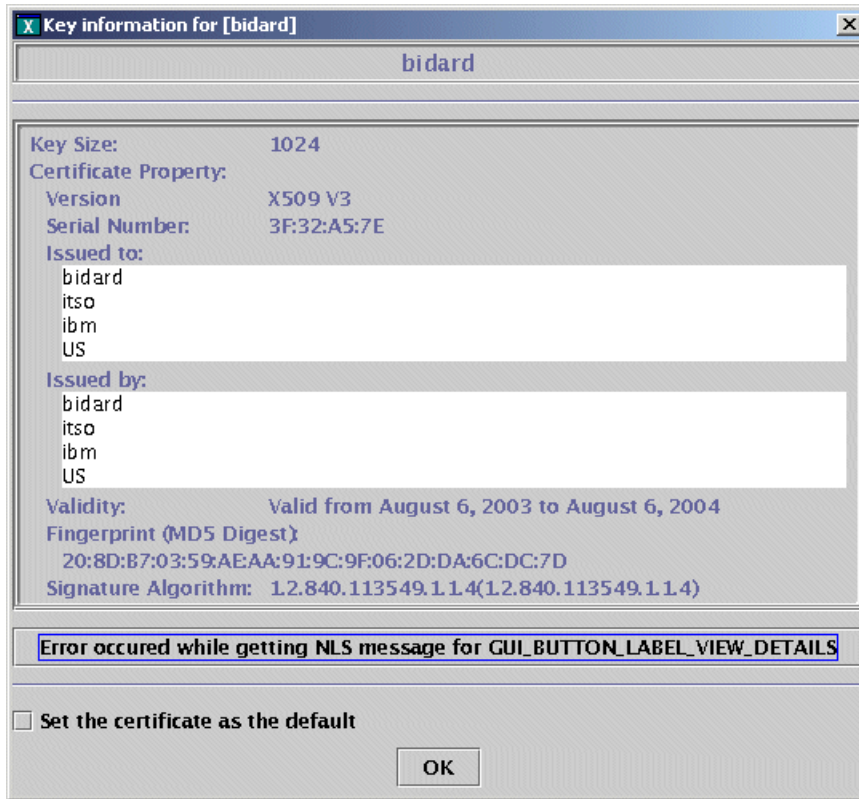 X Key information for [bidard]
bidard
Key Size: 1024
Certificate Property:
Version X509 V3
Serial Number: 3F:32:A5:7E
Issued to:
bidard
itso
ibm
US
Issued by:
bidard
itso
ibm
US
Validity: Valid from August 6, 2003 to August 6, 2004
Fingerprint (MD5 Digest):
20:8D:B7:03:59:AE:AA:91:9C:9F:06:2D:DA:6C:DC:7D
Signature Algorithm: 1.2.840.113549.1.1.4(1.2.840.113549.1.1.4)
Error occured while getting NLS message for GUI_BUTTON_LABEL_VIEW_DETAILS
Set the certificate as the default
OK